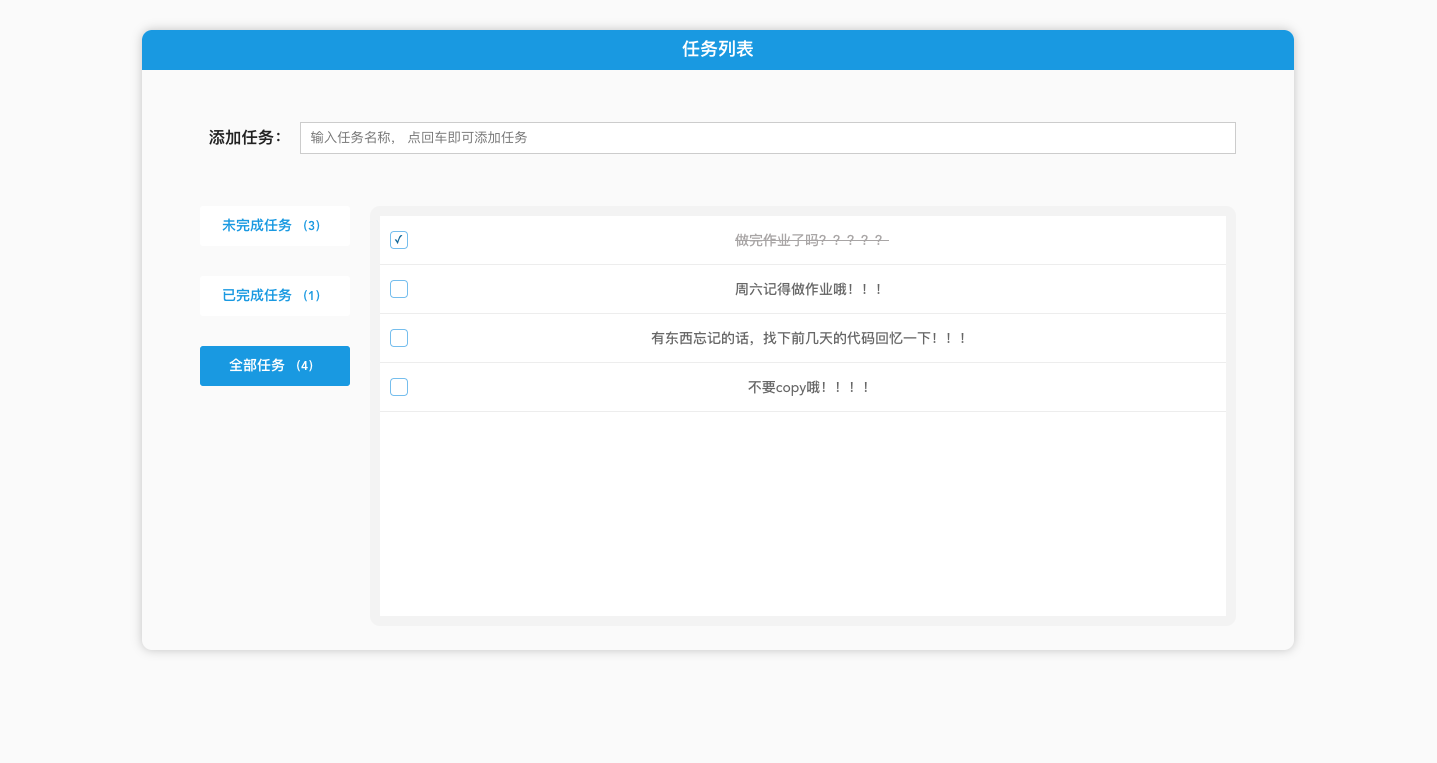 任务列表
添加任务：
输入任务名称， 点回车即可添加任务
未完成任务 （3）
已完成任务 （1）
全部任务 （4）
做完作业了吗？？？？？
周六记得做作业哦！！！
有东西忘记的话，找下前几天的代码回忆一下！！！
不要copy哦！！！！